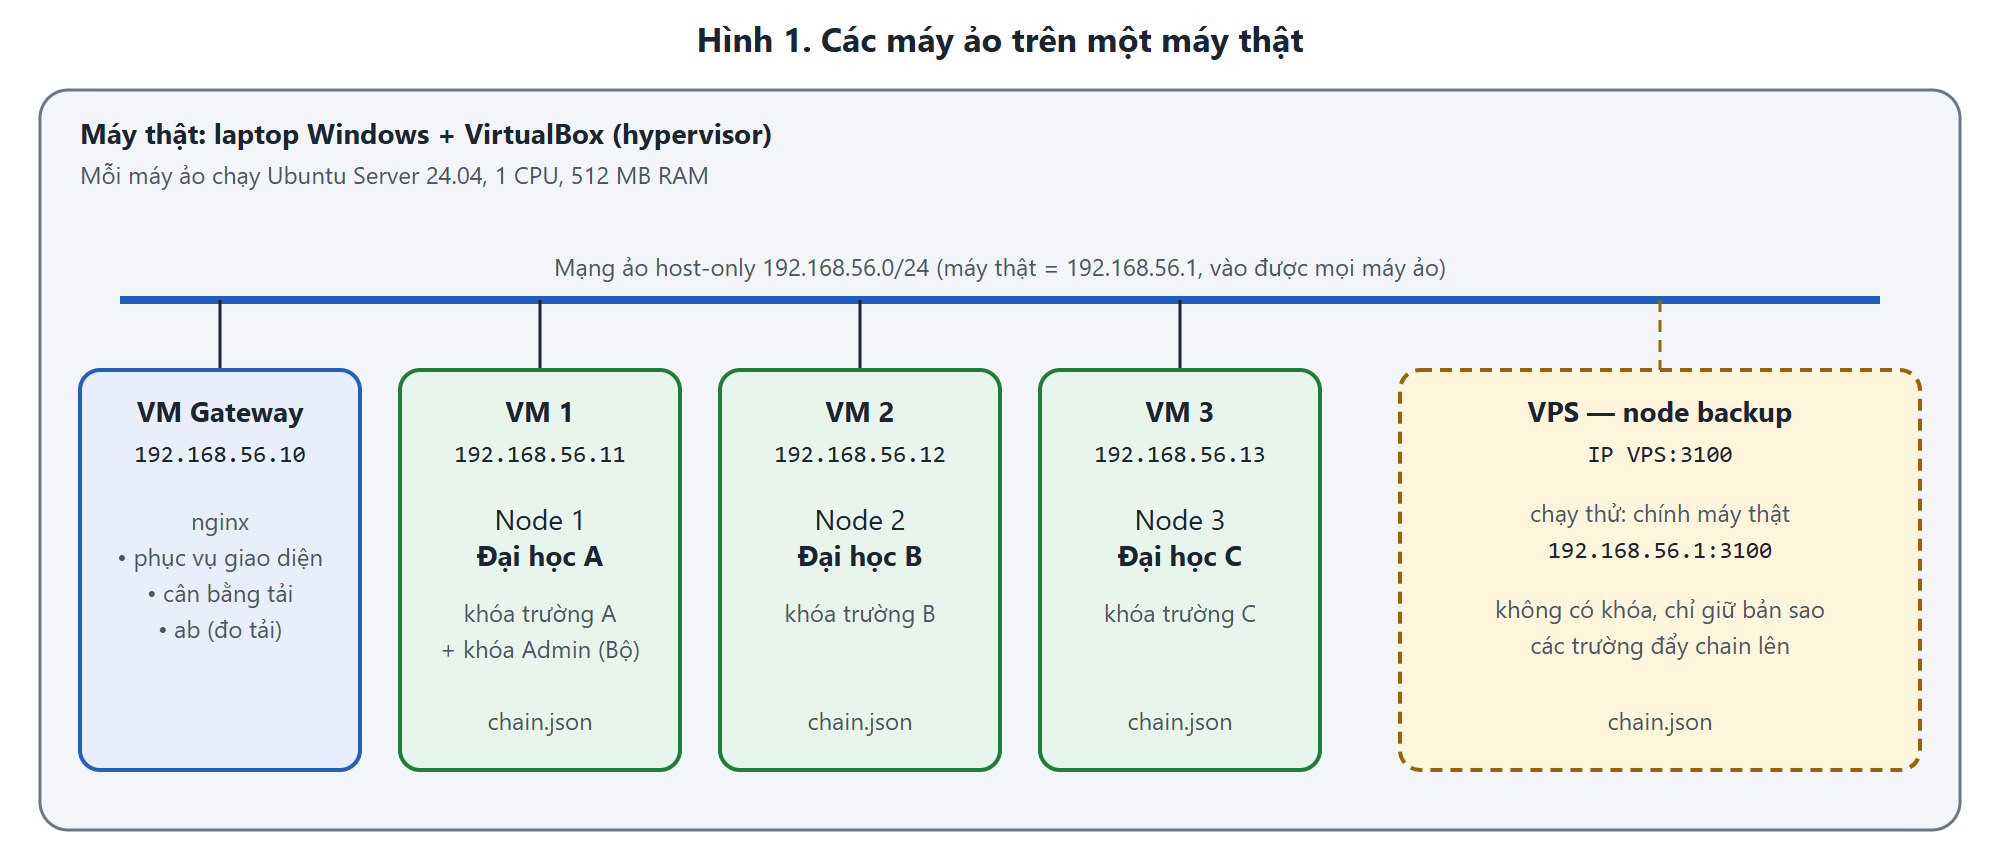 Hình 1. Các máy ảo trên một máy thật
Máy thật: laptop Windows + VirtualBox (hypervisor)
Mỗi máy ảo chạy Ubuntu Server 24.04, 1 CPU, 512 MB RAM
Mạng ảo host-only 192.168.56.0/24 (máy thật = 192.168.56.1, vào được mọi máy ảo)
VM Gateway
192.168.56.10
nginx
• phục vụ giao diện
• cân bằng tải
• ab (đo tải)
VM 1
192.168.56.11
Node 1
Đại học A
khóa trường A
+ khóa Admin (Bộ)
chain.json
VM 2
192.168.56.12
Node 2
Đại học B
khóa trường B
chain.json
VM 3
192.168.56.13
Node 3
Đại học C
khóa trường C
chain.json
VPS — node backup
IP VPS:3100
chạy thử: chính máy thật
192.168.56.1:3100
không có khóa, chỉ giữ bản sao
các trường đẩy chain lên
chain.json